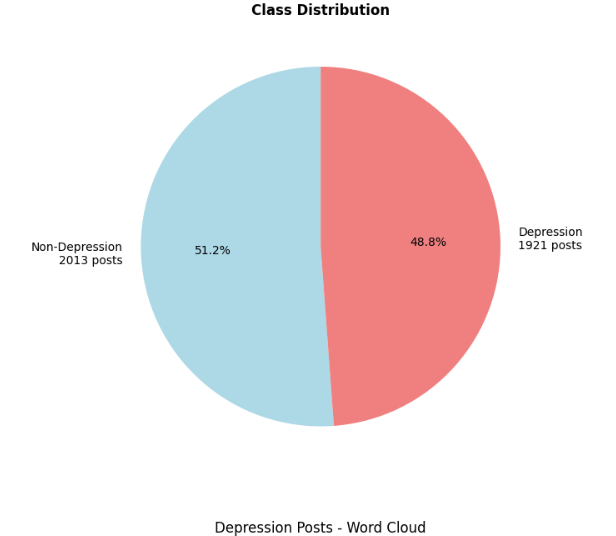 Class Distribution
Non-Depression
2013 posts
51.2%
48.8%
Depression
1921 posts
Depression Posts - Word Cloud